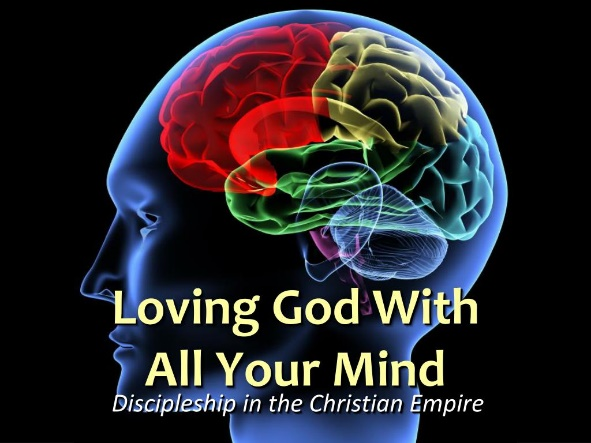 Loving God With
All Your Mind
Discipleship in the Christian Empire